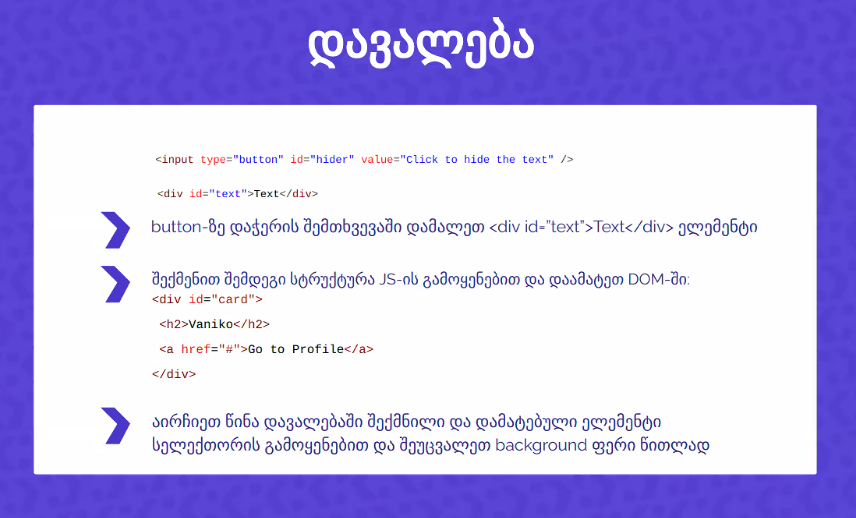 დავალება
<input type="button" id="hider" value="Click to hide the text" />
<div id="text">Text</div>
button-ზე დაჭერის შემთხვევაში დამალეთ <div id="text">Text</div> ელემენტი
შექმენით შემდეგი სტრუქტურა JS-ის გამოყენებით და დაამატეთ DOM-ში:
<div id="card">
<h2>Vaniko</h2>
<a href="#">Go to Profile</a>
</div>
აირჩიეთ წინა დავალებაში შექმნილი და დამატებული ელემენტი
სელექთორის გამოყენებით და შეუცვალეთ background ფერი წითლად